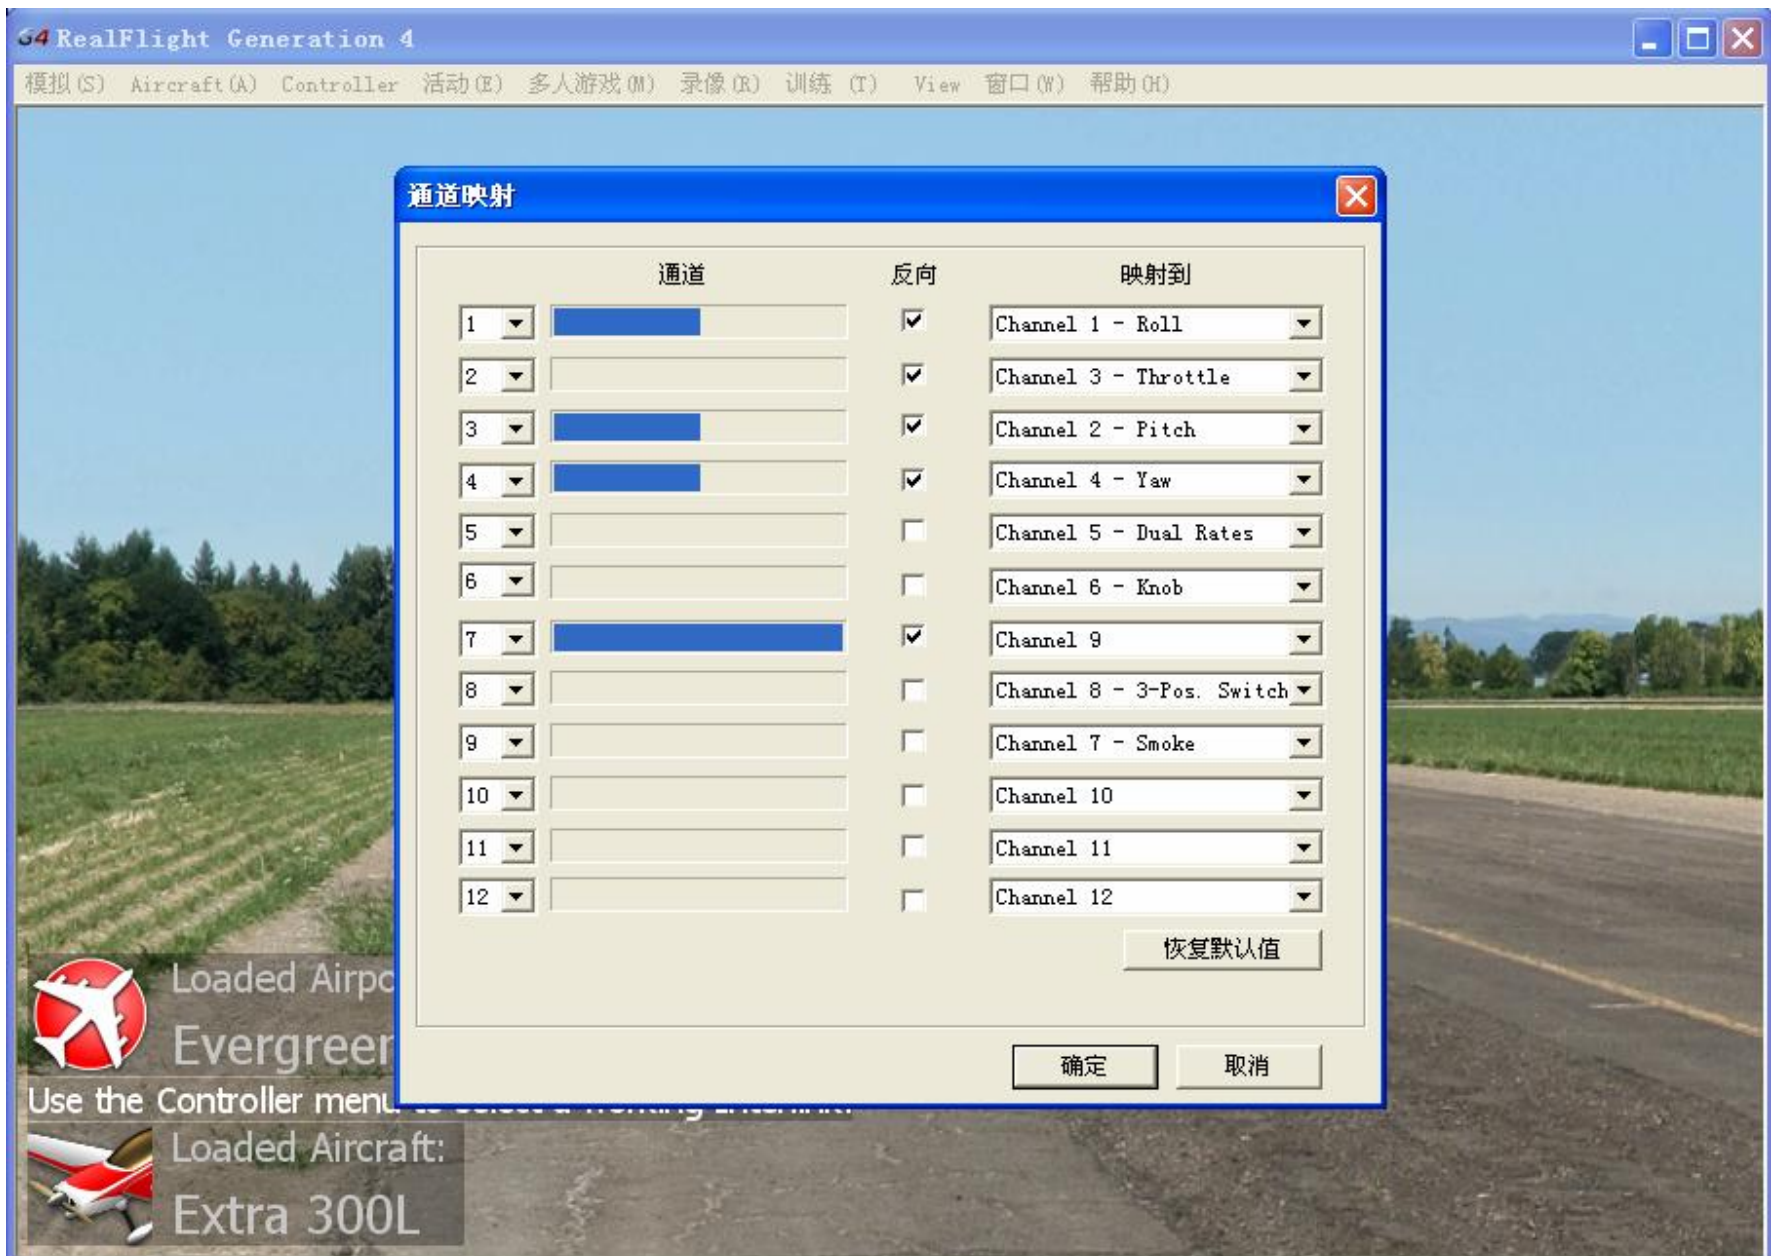 G4 RealFlight Generation 4
模拟(S) Aircraft(A) Controller 活动(E) 多人游戏(M) 录像(R) 训练 (T) View 窗口(W) 帮助(H)
通道映射
通道 反向 映射到
1 Channel 1 - Roll
2 Channel 3 - Throttle
3 Channel 2 - Pitch
4 Channel 4 - Yaw
5 Channel 5 - Dual Rates
6 Channel 6 - Knob
7 Channel 9
8 Channel 8 - 3-Pos. Switch
9 Channel 7 - Smoke
10 Channel 10
11 Channel 11
12 Channel 12
恢复默认值
确定 取消
Loaded Airpo
Evergreen
Use the Controller menu
Loaded Aircraft:
Extra 300L